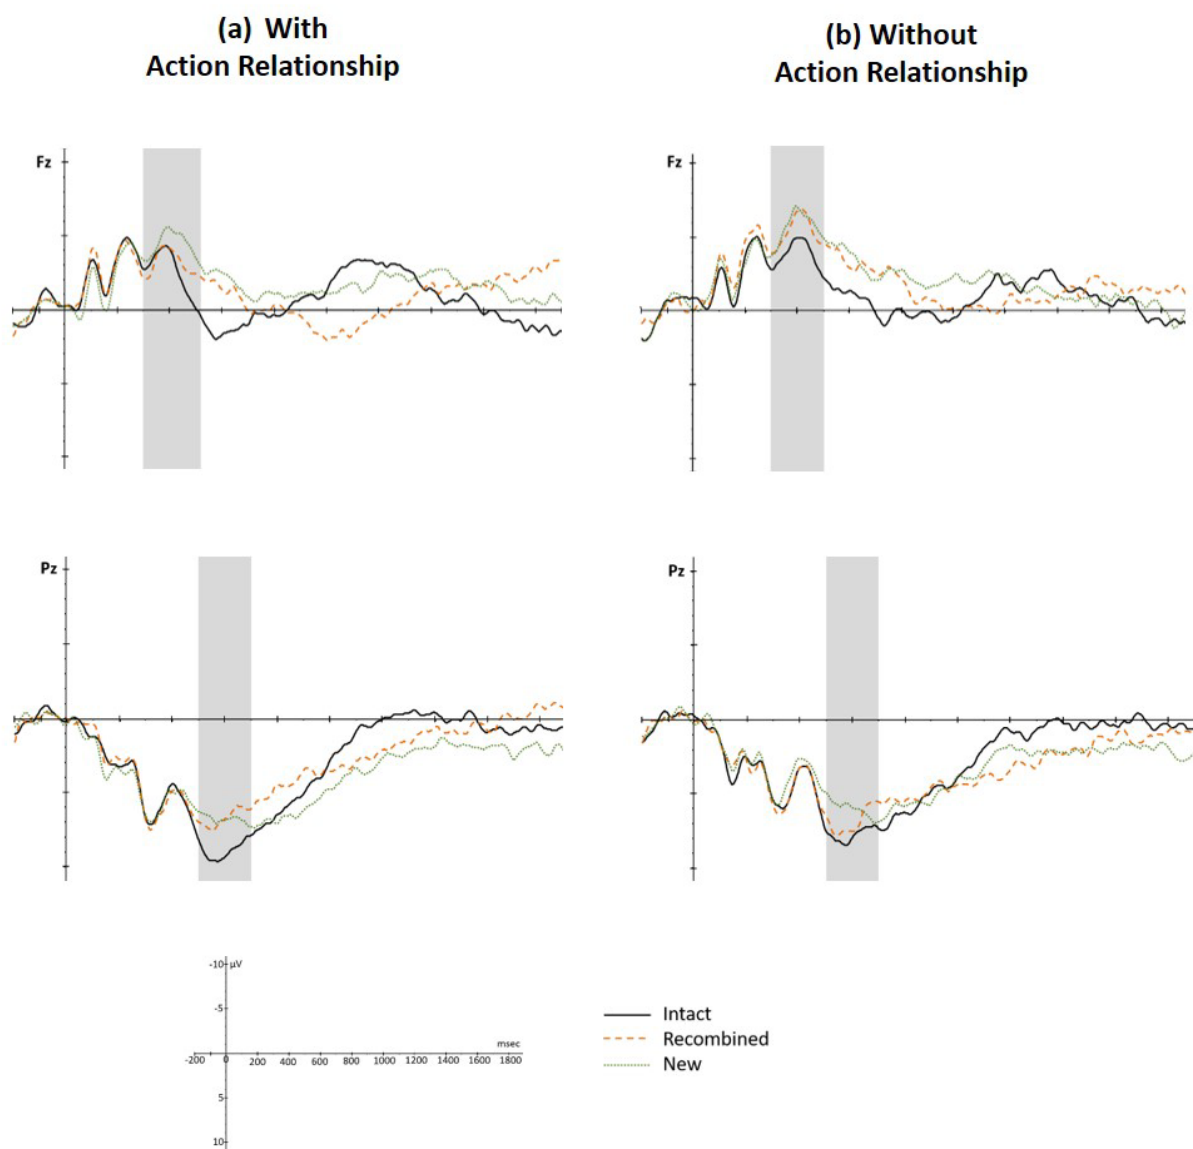 (a) With
Action Relationship
(b) Without
Action Relationship
Fz
Fz
Pz
Pz
-10
µV
-5
msec
-200 0 200 400 600 800 1000 1200 1400 1600 1800
5
10
Intact
Recombined
New